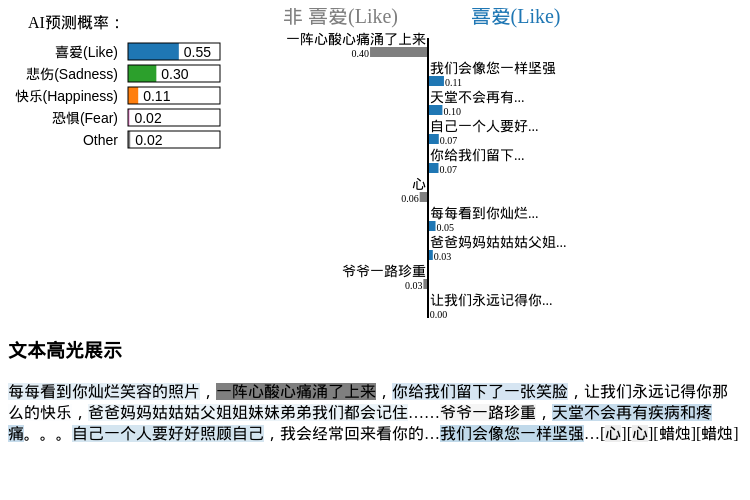 AI预测概率：
喜爱(Like) 0.55
悲伤(Sadness) 0.30
快乐(Happiness) 0.11
恐惧(Fear) 0.02
Other 0.02
非 喜爱(Like) 喜爱(Like)
一阵心酸心痛涌了上来
0.40
我们会像您一样坚强
0.11
天堂不会再有...
0.10
自己一个人要好...
0.07
你给我们留下...
0.07
心
0.06
每每看到你灿烂...
0.05
爸爸妈妈姑姑姑父姐...
0.03
爷爷一路珍重
0.03
让我们永远记得你...
0.00
文本高光展示
每每看到你灿烂笑容的照片，一阵心酸心痛涌了上来，你给我们留下了一张笑脸，让我们永远记得你那
么的快乐，爸爸妈妈姑姑姑父姐姐妹妹弟弟我们都会记住……爷爷一路珍重，天堂不会再有疾病和疼
痛。。。自己一个人要好好照顾自己，我会经常回来看你的…我们会像您一样坚强…[心][心][蜡烛][蜡烛]